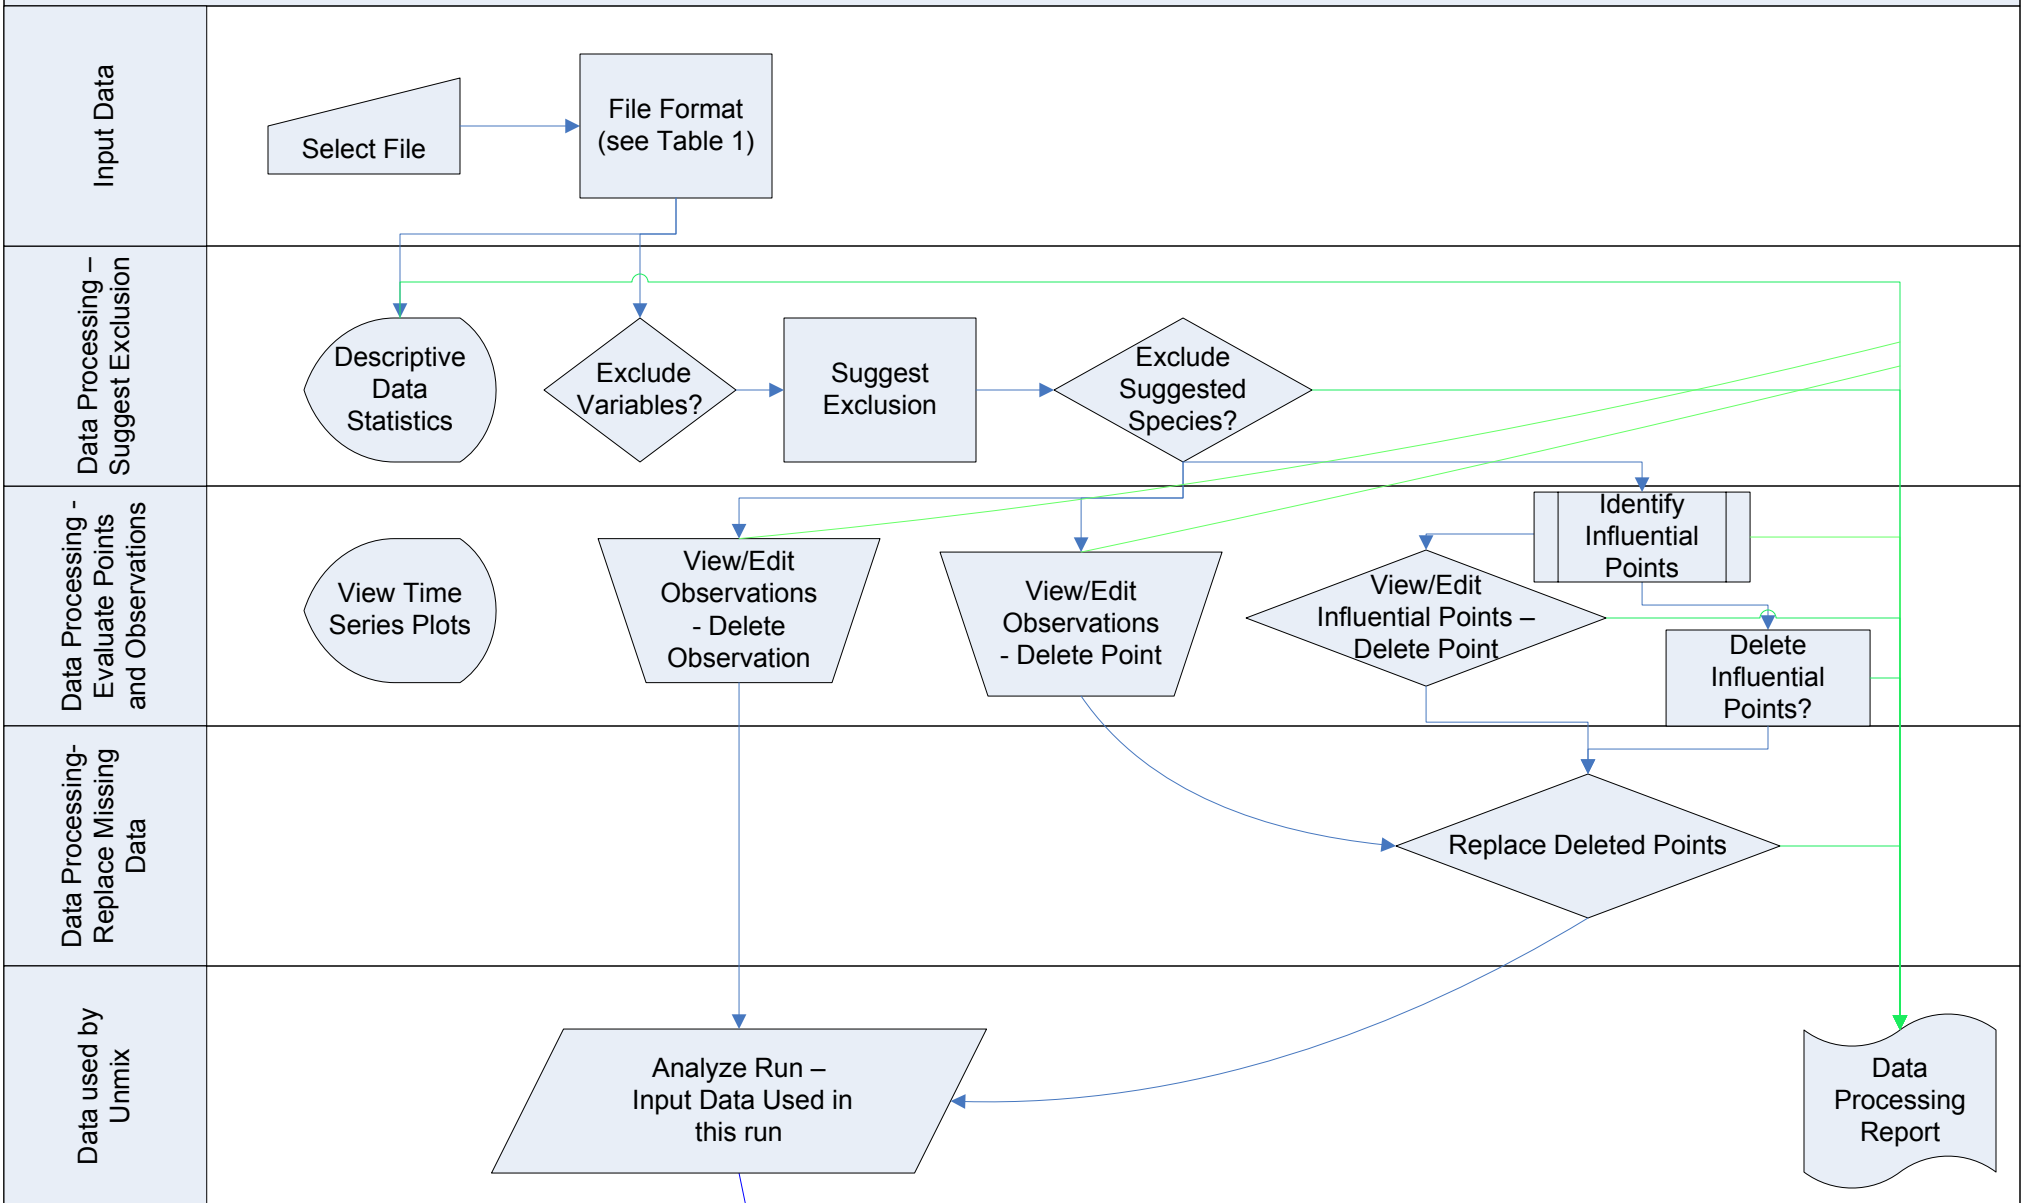 Input Data
Select File
File Format
(see Table 1)
Data Processing –
Suggest Exclusion
Descriptive
Data
Statistics
Exclude
Variables?
Suggest
Exclusion
Exclude
Suggested
Species?
Data Processing -
Evaluate Points
and Observations
View Time
Series Plots
View/Edit
Observations
- Delete
Observation
View/Edit
Observations
- Delete Point
View/Edit
Influential Points –
Delete Point
Identify
Influential
Points
Delete
Influential
Points?
Data Processing-
Replace Missing
Data
Replace Deleted Points
Data used by
Unmix
Analyze Run –
Input Data Used in
this run
Data
Processing
Report